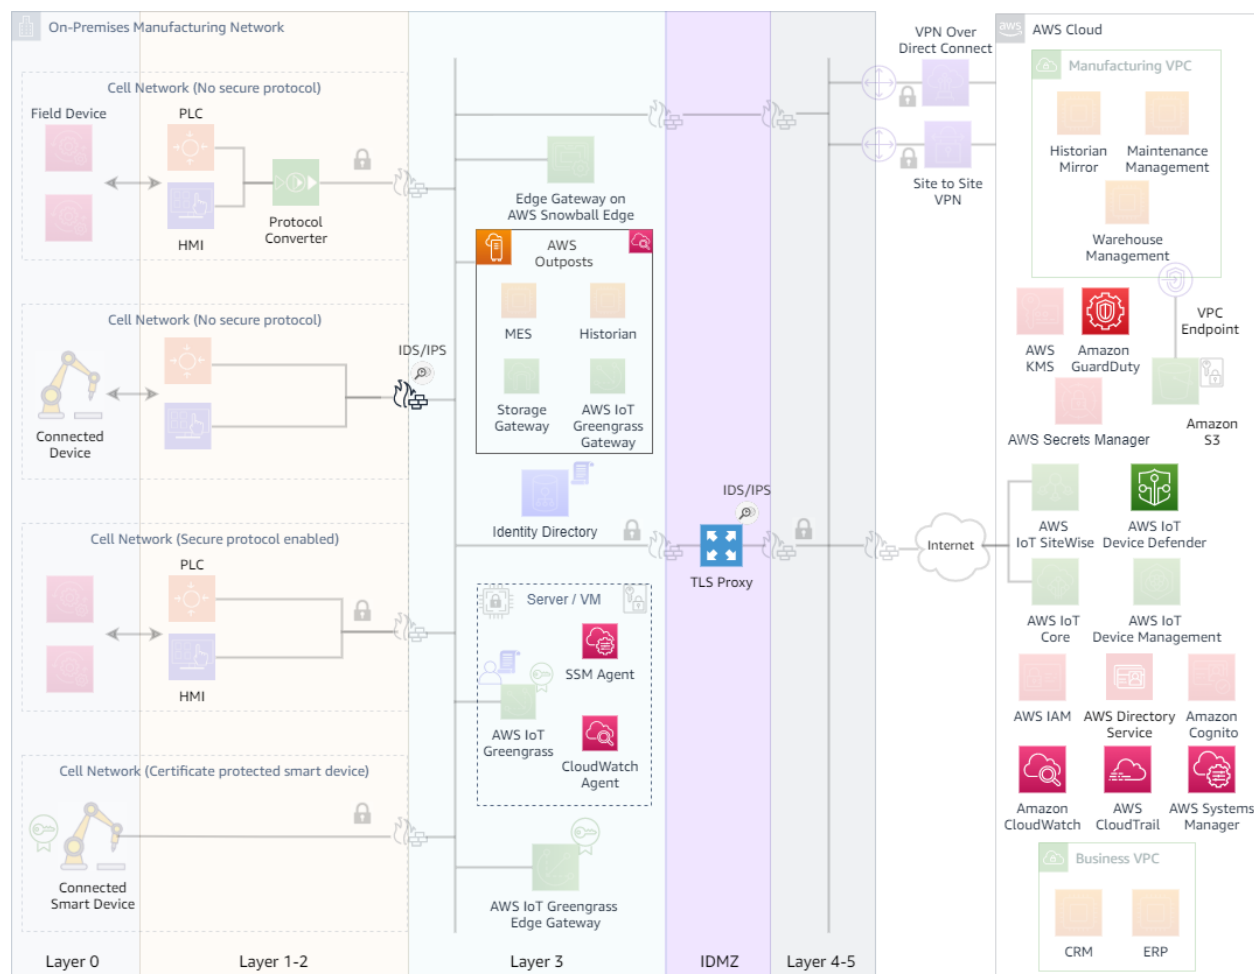 On-Premises Manufacturing Network
VPN Over
Direct Connect
aws
AWS Cloud
Manufacturing VPC
Cell Network (No secure protocol)
Field Device
PLC
HMI
Protocol
Converter
Edge Gateway on
AWS Snowball Edge
Site to Site
VPN
Historian
Mirror
Maintenance
Management
Warehouse
Management
AWS
Outposts
MES
Historian
Storage
Gateway
AWS IoT
Greengrass
Gateway
Cell Network (No secure protocol)
IDS/IPS
Connected
Device
AWS
KMS
Amazon
GuardDuty
VPC
Endpoint
AWS Secrets Manager
Amazon
S3
Identity Directory
IDS/IPS
TLS Proxy
Internet
AWS
IoT SiteWise
AWS IoT
Device Defender
AWS IoT
Core
AWS IoT
Device Management
Cell Network (Secure protocol enabled)
PLC
HMI
Server / VM
SSM Agent
AWS IoT
Greengrass
CloudWatch
Agent
AWS IAM
AWS Directory
Service
Amazon
Cognito
Amazon
CloudWatch
AWS
CloudTrail
AWS Systems
Manager
Cell Network (Certificate protected smart device)
Connected
Smart Device
AWS IoT Greengrass
Edge Gateway
Business VPC
CRM
ERP
Layer 0
Layer 1-2
Layer 3
IDMZ
Layer 4-5